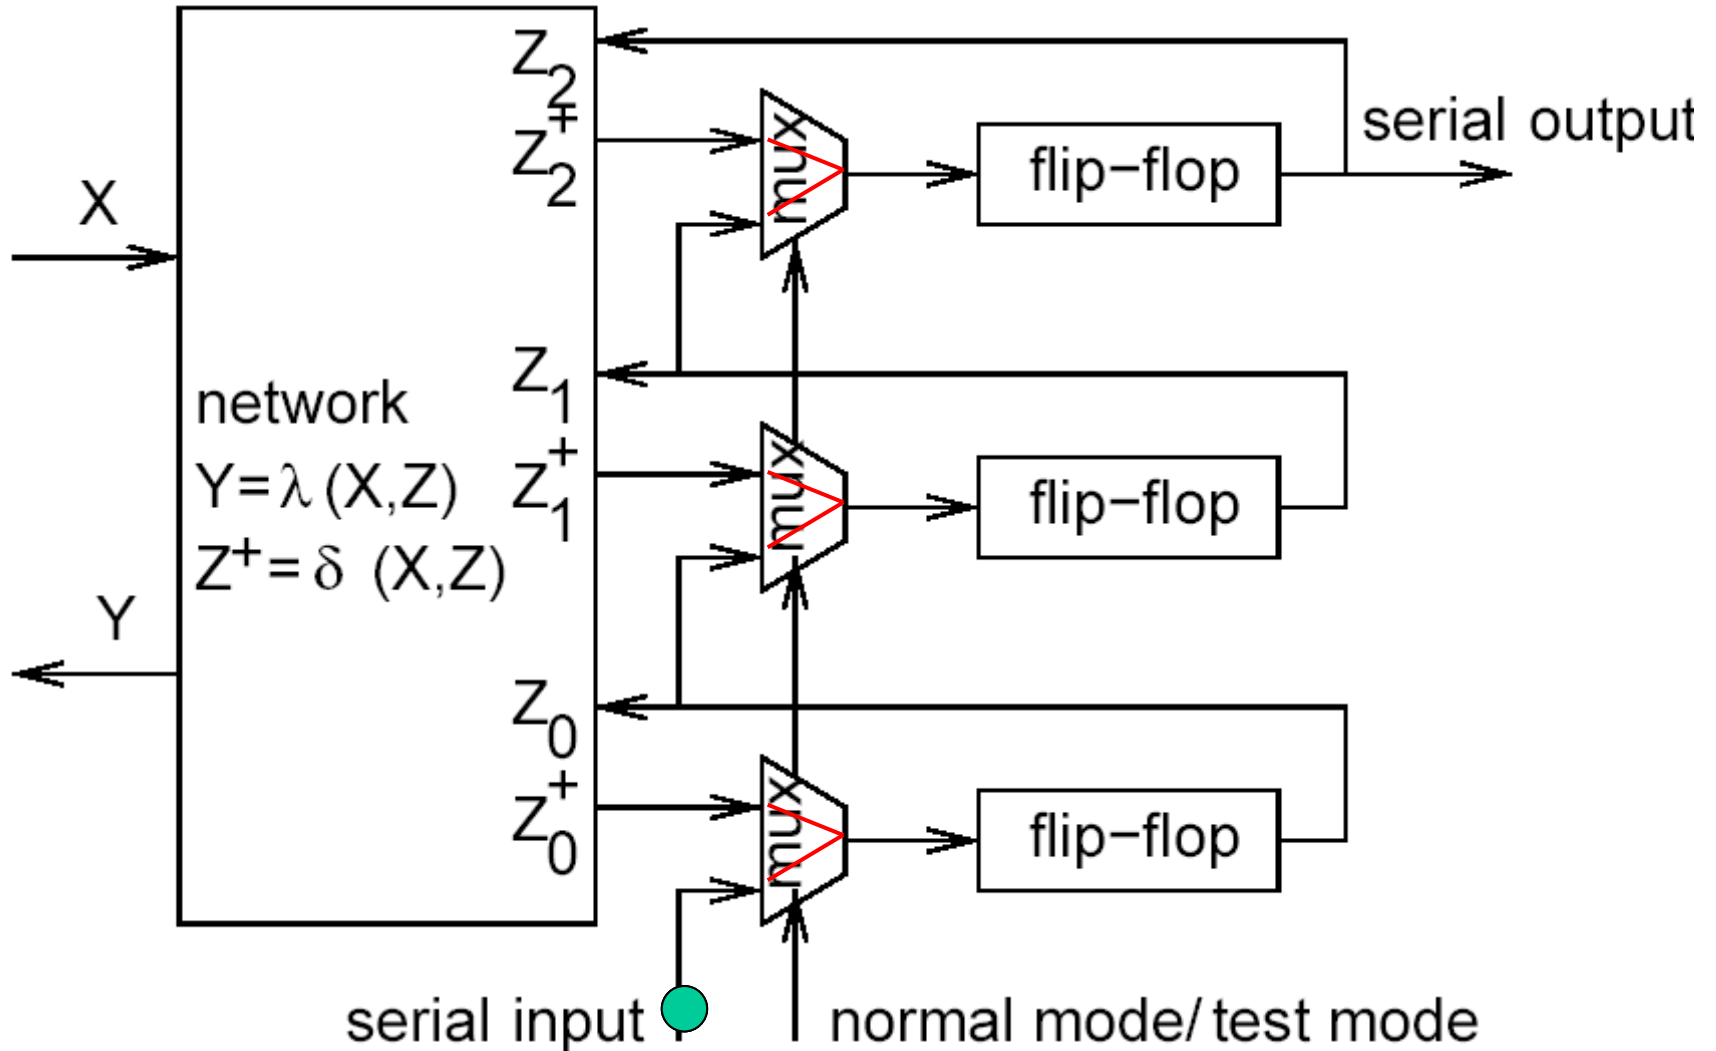 Z2
Z2+
mux
flip−flop
serial output
X
Z1
network
Z1+
mux
flip−flop
Y=λ(X,Z)
Z+=δ (X,Z)
Y
Z0
Z0+
mux
flip−flop
serial input
normal mode/test mode